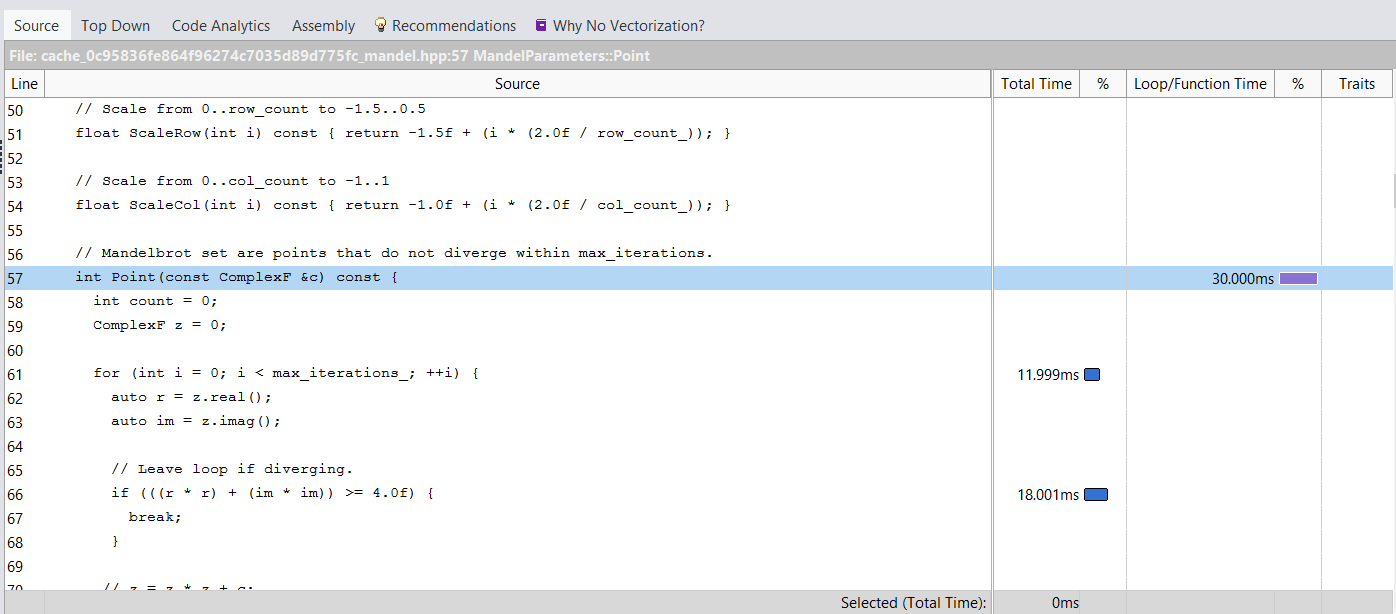 Source Top Down Code Analytics Assembly Recommendations Why No Vectorization?
File: cache_0c95836fe864f96274c7035d89d775fc_mandel.hpp:57 MandelParameters::Point
Line Source Total Time % Loop/Function Time % Traits
50 // Scale from 0..row_count to -1.5..0.5
51 float ScaleRow(int i) const { return -1.5f + (i * (2.0f / row_count_)); }
52
53 // Scale from 0..col_count to -1..1
54 float ScaleCol(int i) const { return -1.0f + (i * (2.0f / col_count_)); }
55
56 // Mandelbrot set are points that do not diverge within max_iterations.
57 int Point(const ComplexF &c) const { 30.000ms
58 int count = 0;
59 ComplexF z = 0;
60
61 for (int i = 0; i < max_iterations_; ++i) { 11.999ms
62 auto r = z.real();
63 auto im = z.imag();
64
65 // Leave loop if diverging.
66 if (((r * r) + (im * im)) >= 4.0f) { 18.001ms
67 break;
68 }
69
70 // z = z * z + c;
Selected (Total Time): 0ms